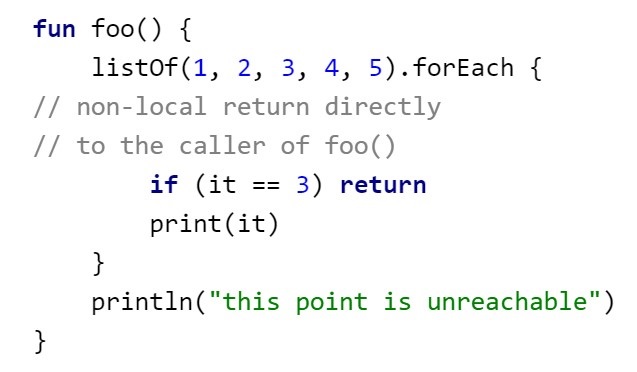 fun foo() {
    listOf(1, 2, 3, 4, 5).forEach {
// non-local return directly
// to the caller of foo()
        if (it == 3) return
        print(it)
    }
    println("this point is unreachable")
}